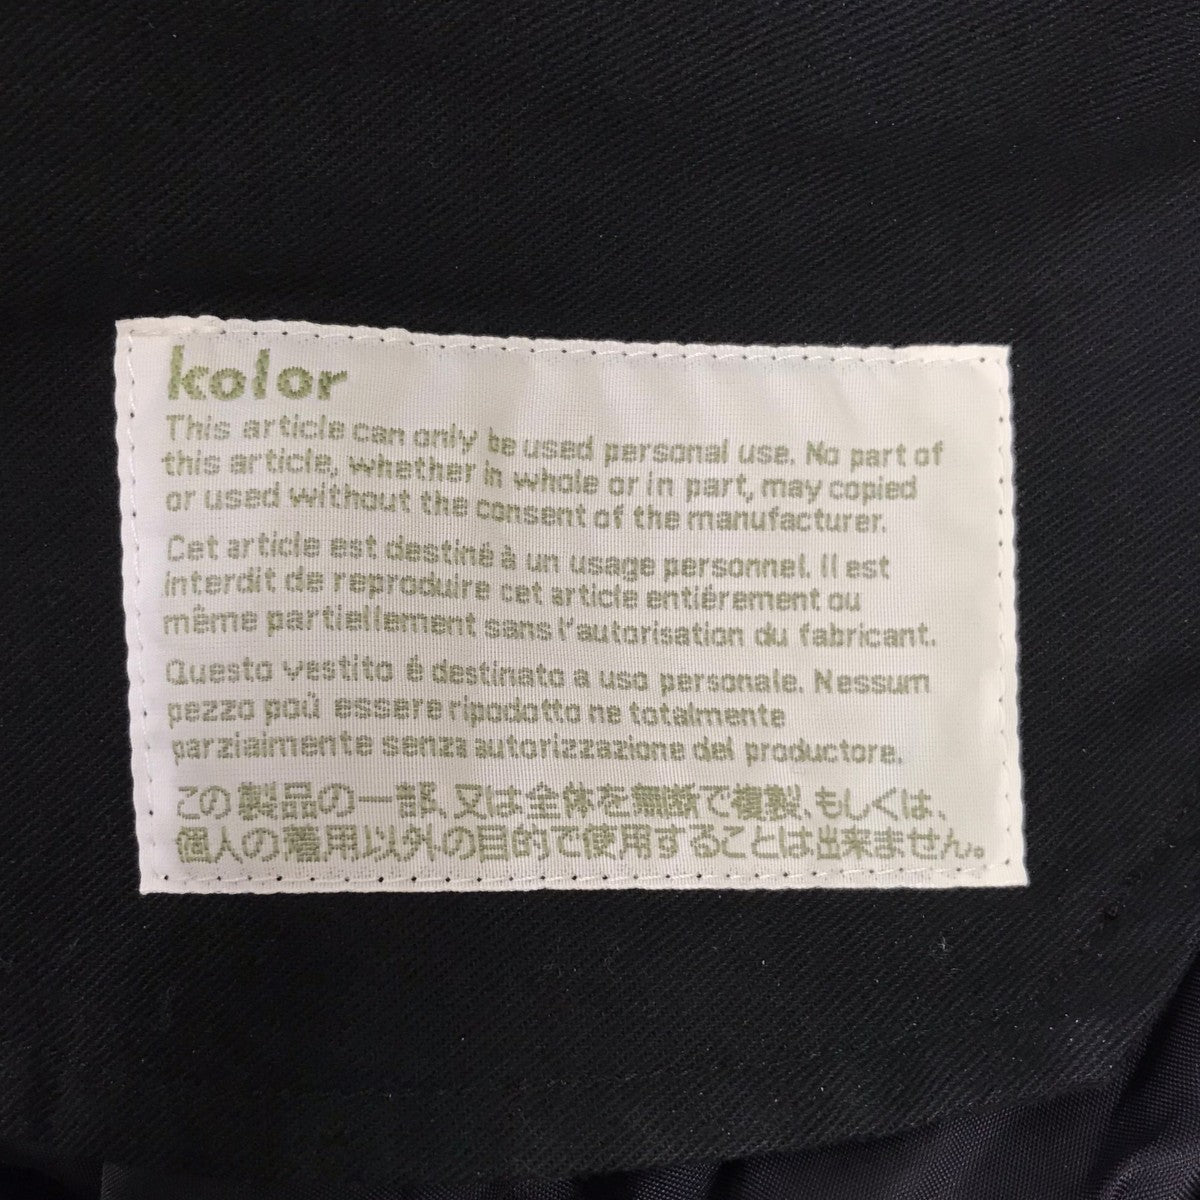 kolor
This article can only be used personal use. No part of
this article, whether in whole or in part, may copied
or used without the consent of the manufacturer.
Cet article est destiné à un usage personnel. Il est
interdit de reproduire cet article entiérement ou
même partiellement sans l'autorisation du fabricant.
Questo vestito é destinato a uso personale. Nessum
pezzo poù essere ripodotto ne totalmente
parzialmente senza autorizzazione del productore.
この製品の一部、又は全体を無断で複製、もしくは、
個人の着用以外の目的で使用することは出来ません。